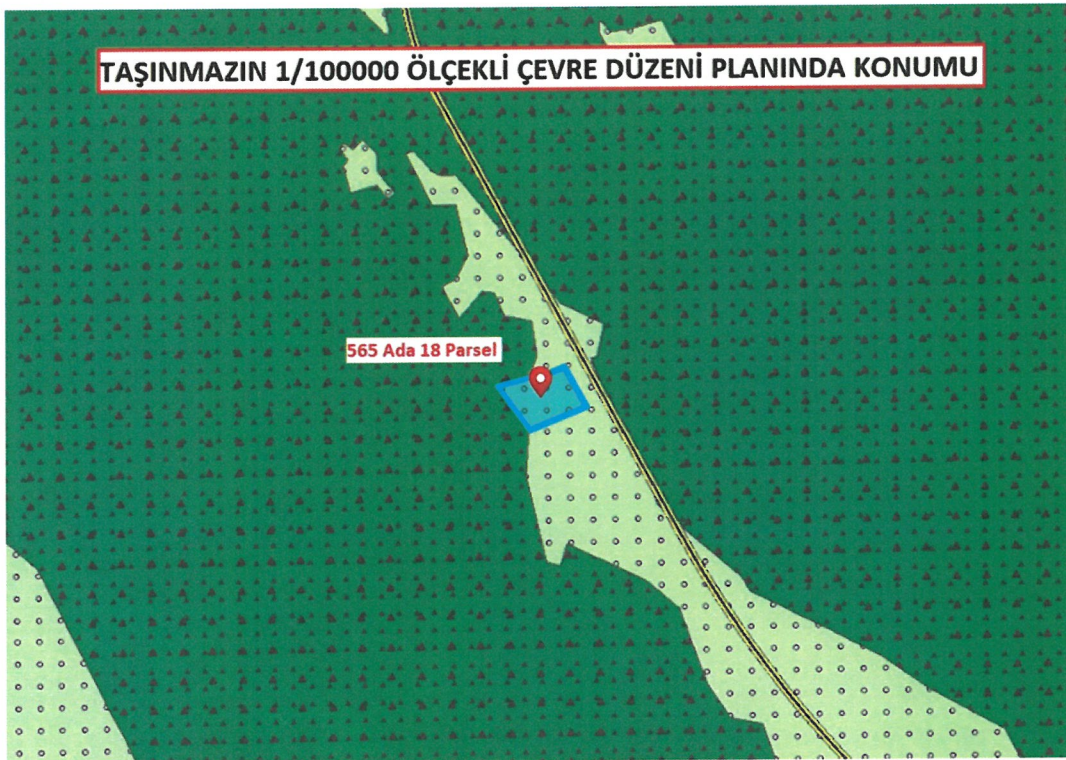 TAŞINMAZIN 1/100000 ÖLÇEKLİ ÇEVRE DÜZENİ PLANINDA KONUMU
565 Ada 18 Parsel